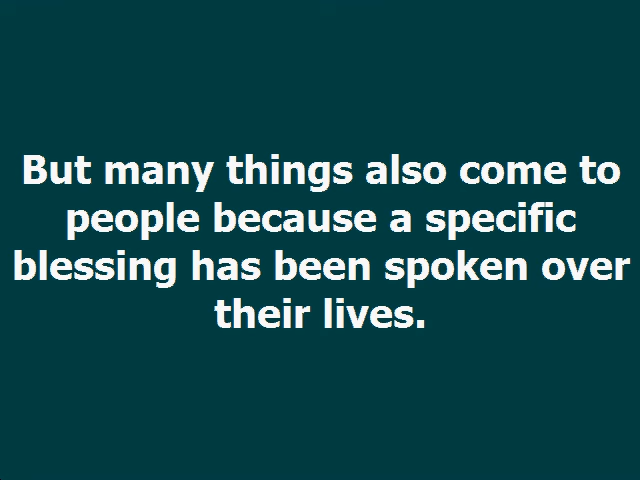 But many things also come to
people because a specific
blessing has been spoken over
their lives.